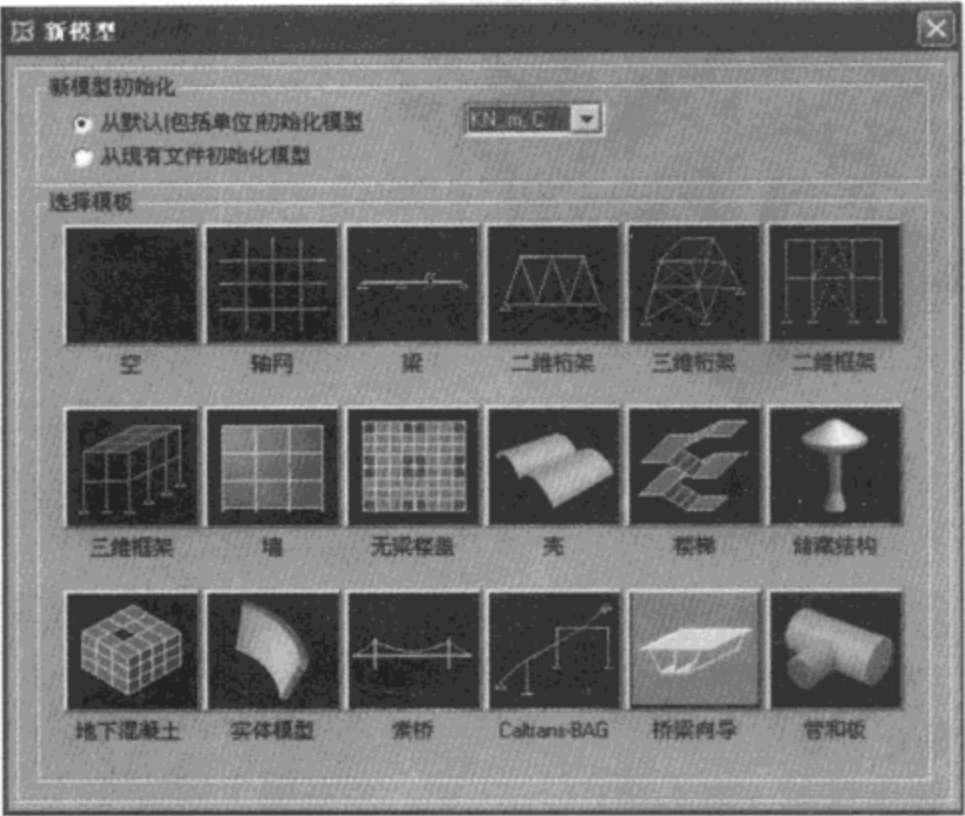 新模型
新模型初始化
从默认(包括单位)初始化模型
KN, m, C
从现有文件初始化模型
选择模板
空 轴网 梁 二维桁架 三维桁架 二维框架
三维框架 墙 无梁楼盖 壳 楼梯 储藏结构
地下混凝土 实体模型 索桥 Caltrans-BAG 桥梁向导 管和板